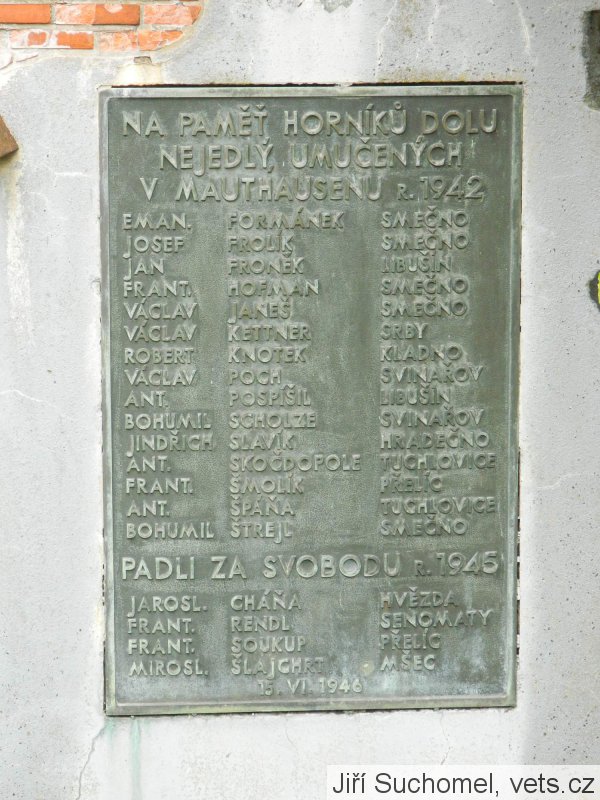 NA PAMĚŤ HORNÍKŮ DOLU
NEJEDLÝ, UMUČENÝCH
V MAUTHAUSENU R. 1942
EMAN. FORMÁNEK SMEČNO
JOSEF FROLÍK SMEČNO
JAN FRONĚK LIBUŠÍN
FRANT. HOFMAN SMEČNO
VÁCLAV JANEŠ SMEČNO
VÁCLAV KETTNER SRBY
ROBERT KNOTEK KLADNO
VÁCLAV POCH SVINAŘOV
ANT. POSPÍŠIL LIBUŠÍN
BOHUMIL SCHOLZE SVINAŘOV
JINDŘICH SLAVÍK HRADEČNO
ANT. SKOČDOPOLE TUCHLOVICE
FRANT. ŠMOLÍK PŘELÍC
ANT. ŠPÁŇA TUCHLOVICE
BOHUMIL ŠTREJL SMEČNO
PADLI ZA SVOBODU R. 1945
JAROSL. CHÁŇA HVĚZDA
FRANT. RENDL SENOMATY
FRANT. SOUKUP PŘELÍC
MIROSL. ŠLAJCHRT MŠEC
VI. 1946
Jiří Suchomel, vets.cz